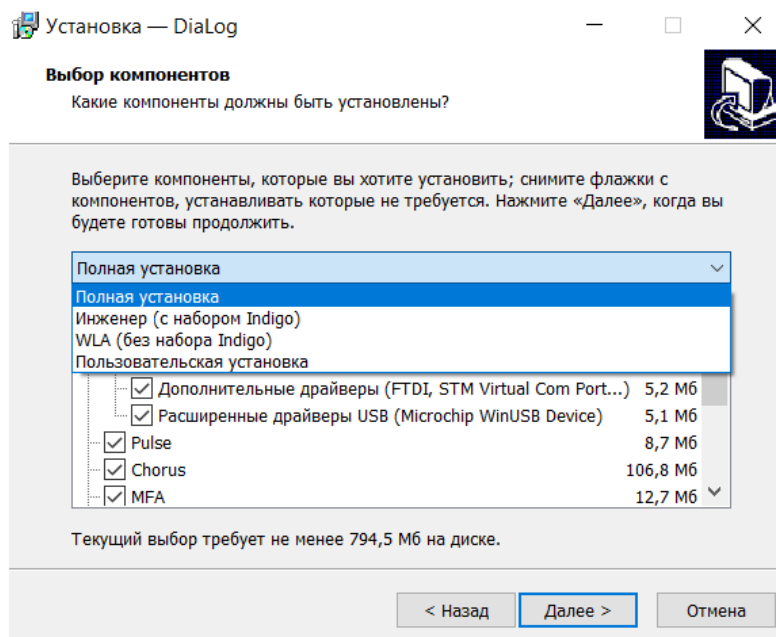 Установка — DiaLog
Выбор компонентов
Какие компоненты должны быть установлены?
Выберите компоненты, которые вы хотите установить; снимите флажки с
компонентов, устанавливать которые не требуется. Нажмите «Далее», когда вы
будете готовы продолжить.
Полная установка
Полная установка
Инженер (с набором Indigo)
WLA (без набора Indigo)
Пользовательская установка
Дополнительные драйверы (FTDI, STM Virtual Com Port...) 5,2 Мб
Расширенные драйверы USB (Microchip WinUSB Device) 5,1 Мб
Pulse 8,7 Мб
Chorus 106,8 Мб
MFA 12,7 Мб
Текущий выбор требует не менее 794,5 Мб на диске.
< Назад Далее > Отмена